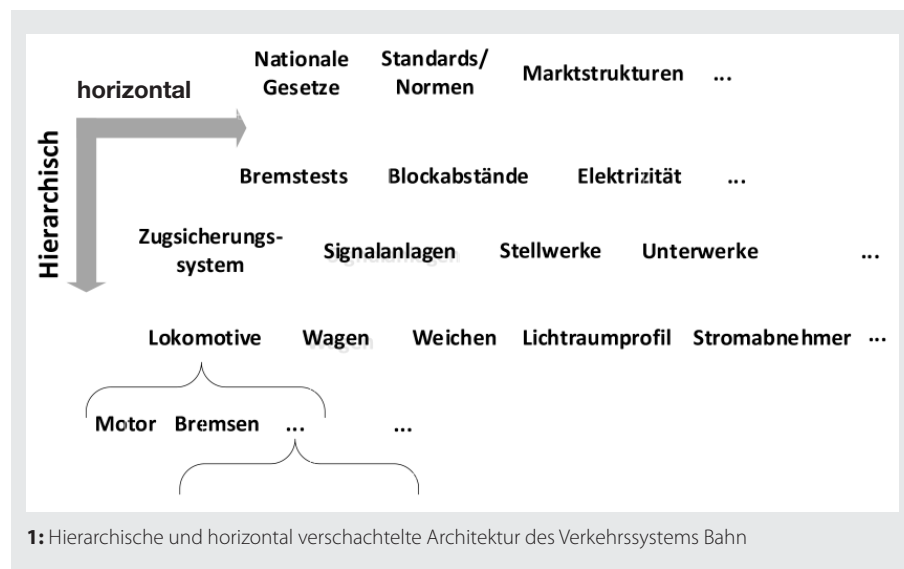 Nationale Gesetze
Standards/ Normen
Marktstrukturen
...
horizontal
Hierarchisch
Bremstests Blockabstände Elektrizität ...
Zugsicherungs-
system
Signalanlagen Stellwerke Unterwerke ...
Lokomotive Wagen Weichen Lichtraumprofil Stromabnehmer ...
Motor Bremsen ... ...
1: Hierarchische und horizontal verschachtelte Architektur des Verkehrssystems Bahn